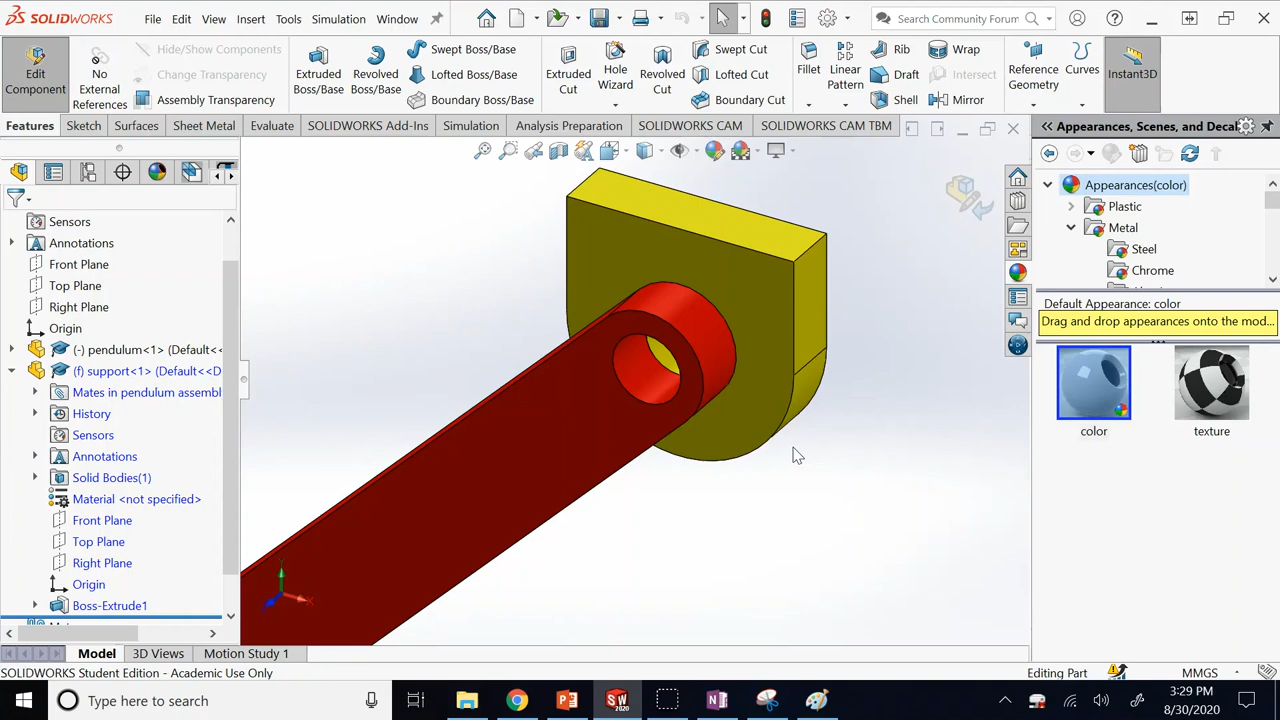 SOLIDWORKS File Edit View Insert Tools Simulation Window Search Community Forum
Edit Component
No External References
Hide/Show Components
Change Transparency
Assembly Transparency
Extruded Boss/Base
Revolved Boss/Base
Swept Boss/Base
Lofted Boss/Base
Boundary Boss/Base
Extruded Cut
Hole Wizard
Revolved Cut
Swept Cut
Lofted Cut
Boundary Cut
Fillet
Linear Pattern
Rib
Draft
Shell
Wrap
Intersect
Mirror
Reference Geometry
Curves
Instant3D
Features Sketch Surfaces Sheet Metal Evaluate SOLIDWORKS Add-Ins Simulation Analysis Preparation SOLIDWORKS CAM SOLIDWORKS CAM TBM
Sensors
Annotations
Front Plane
Top Plane
Right Plane
Origin
(-) pendulum<1> (Default<
(f) support<1> (Default<<D
Mates in pendulum assembl
History
Sensors
Annotations
Solid Bodies(1)
Material <not specified>
Front Plane
Top Plane
Right Plane
Origin
Boss-Extrude1
X
Appearances, Scenes, and Decal
Appearances(color)
Plastic
Metal
Steel
Chrome
Default Appearance: color
Drag and drop appearances onto the mod...
color
texture
Model 3D Views Motion Study 1
SOLIDWORKS Student Edition - Academic Use Only Editing Part MMGS
Type here to search
SW
2020
3:29 PM
8/30/2020